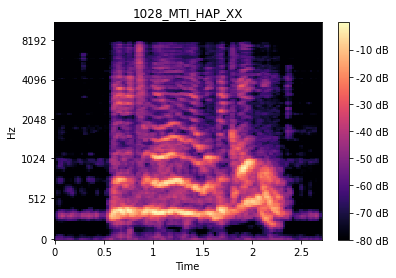 1028_MTI_HAP_XX
8192
4096
2048
1024
512
0
Hz
0
0.5
1
1.5
2
2.5
Time
-10 dB
-20 dB
-30 dB
-40 dB
-50 dB
-60 dB
-70 dB
-80 dB